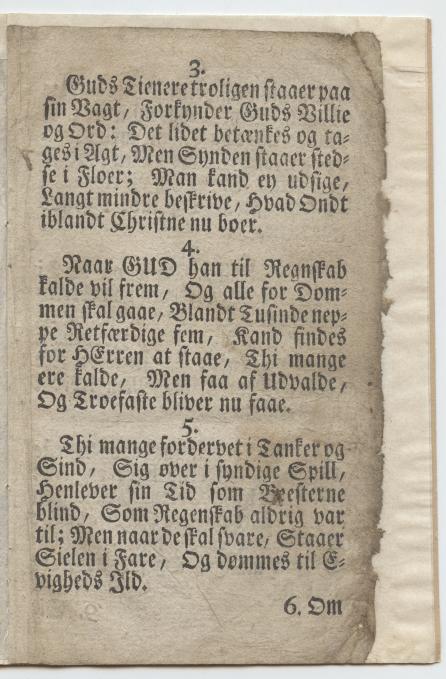 3.
Guds Tienere troligen staaer paa
sin Vagt, Forkynder Guds Villie
og Ord: Det lidet betænkes og ta-
ges i Agt, Men Synden staaer sted-
se i Floer; Man kand ey udsige,
Langt mindre beskrive, Hvad Ondt
iblandt Christne nu boer.
4.
Naar GUD han til Regnskab
kalde vil frem, Og alle for Dom-
men skal gaae, Blandt Tusinde nep-
pe Retfærdige fem, Kand findes
for HErren at staae, Thi mange
ere kalde, Men faa af Udvalde,
Og Troefaste bliver nu faae.
5.
Thi mange fordervet i Tanker og
Sind, Sig øver i syndige Spill,
Henlever sin Tid som Beesterne
blind, Som Regenskab aldrig var
til; Men naar de skal svare, Staaer
Sielen i Fare, Og dømmes til E-
vigheds Ild.
6. Om